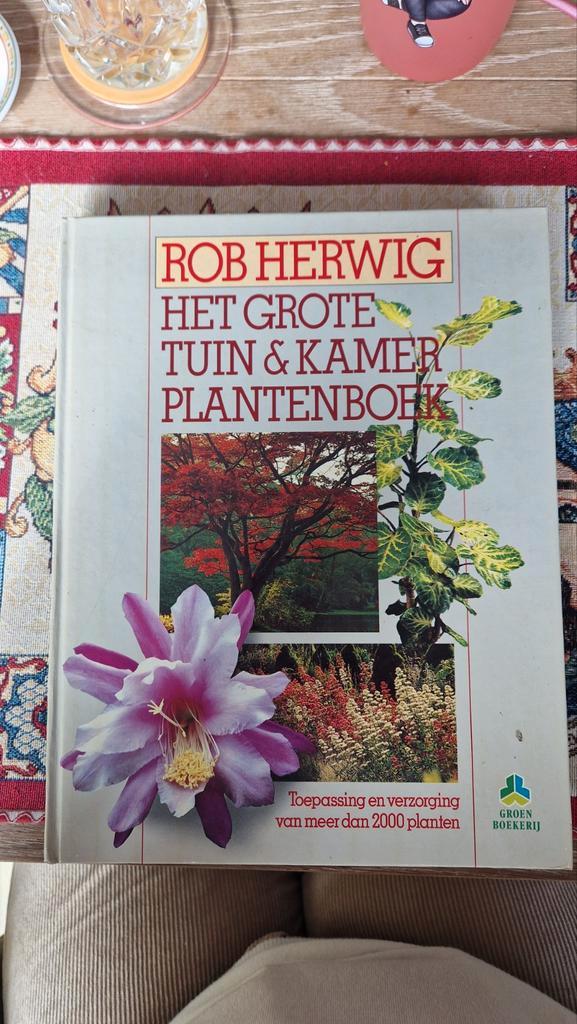 ROB HERWIG
HET GROTE
TUIN & KAMER
PLANTENBOEK
Toepassing en verzorging
van meer dan 2000 planten
GROEN
BOEKERIJ